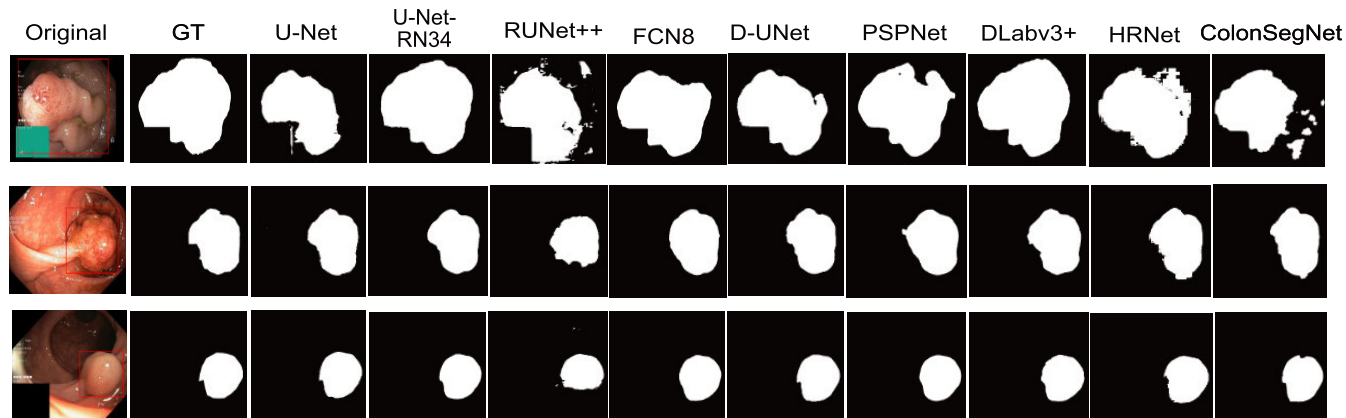 Original
GT
U-Net
U-Net-
RN34
RUNet++
FCN8
D-UNet
PSPNet
DLabv3+
HRNet
ColonSegNet